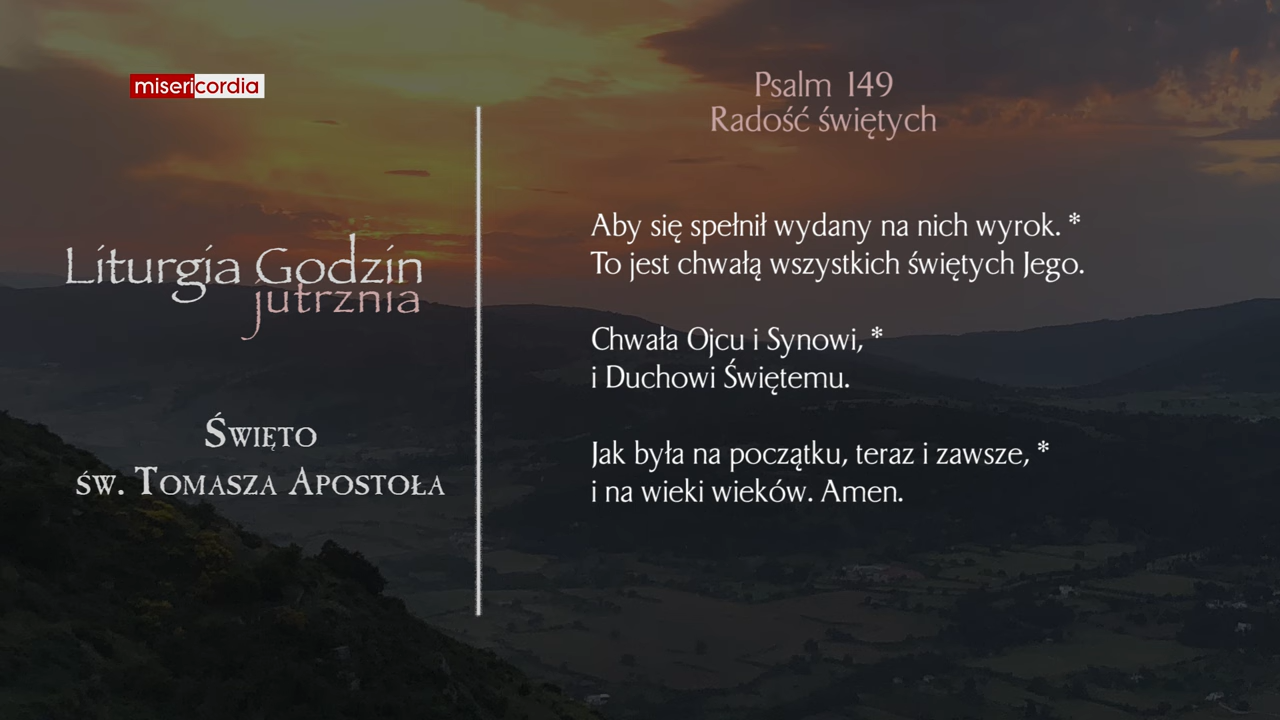 misericordia
Liturgia Godzin
jutrznia
Święto
św. Tomasza Apostoła
Psalm 149
Radość świętych
Aby się spełnił wydany na nich wyrok. *
To jest chwałą wszystkich świętych Jego.
Chwała Ojcu i Synowi, *
i Duchowi Świętemu.
Jak była na początku, teraz i zawsze, *
i na wieki wieków. Amen.